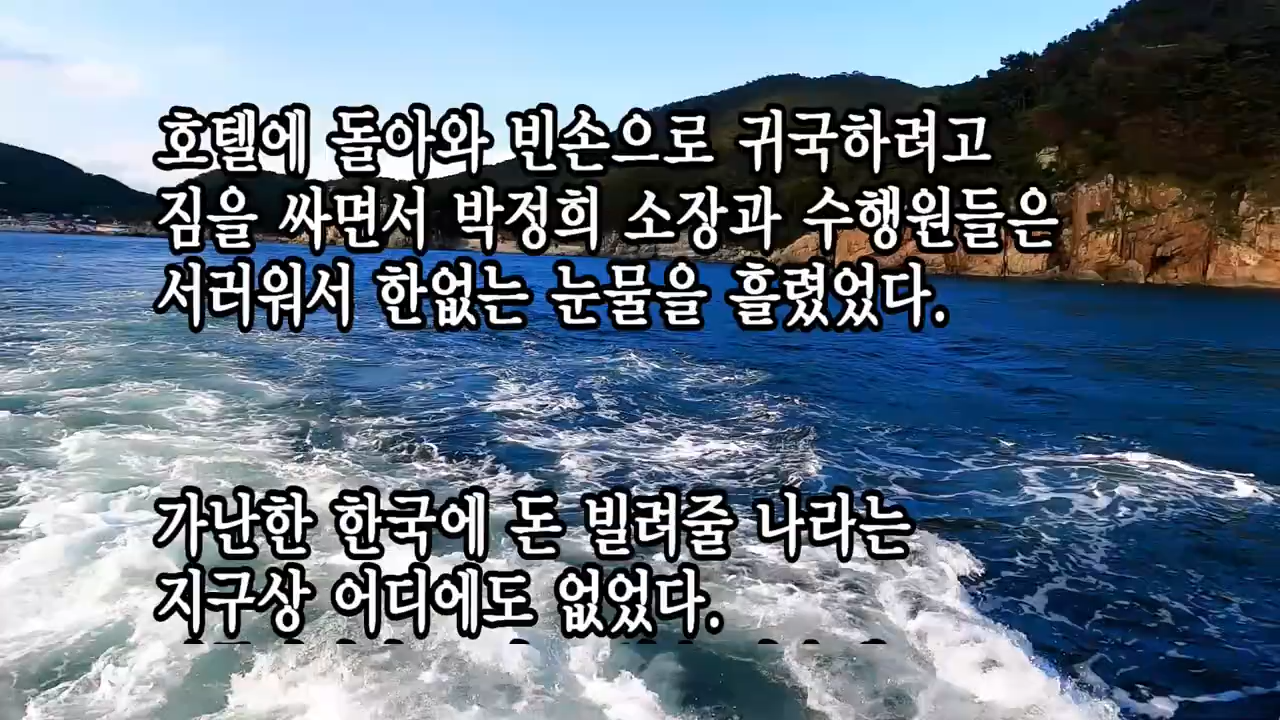 호텔에 돌아와 빈손으로 귀국하려고
짐을 싸면서 박정희 소장과 수행원들은
서러워서 한없는 눈물을 흘렸었다.
가난한 한국에 돈 빌려줄 나라는
지구상 어디에도 없었다.